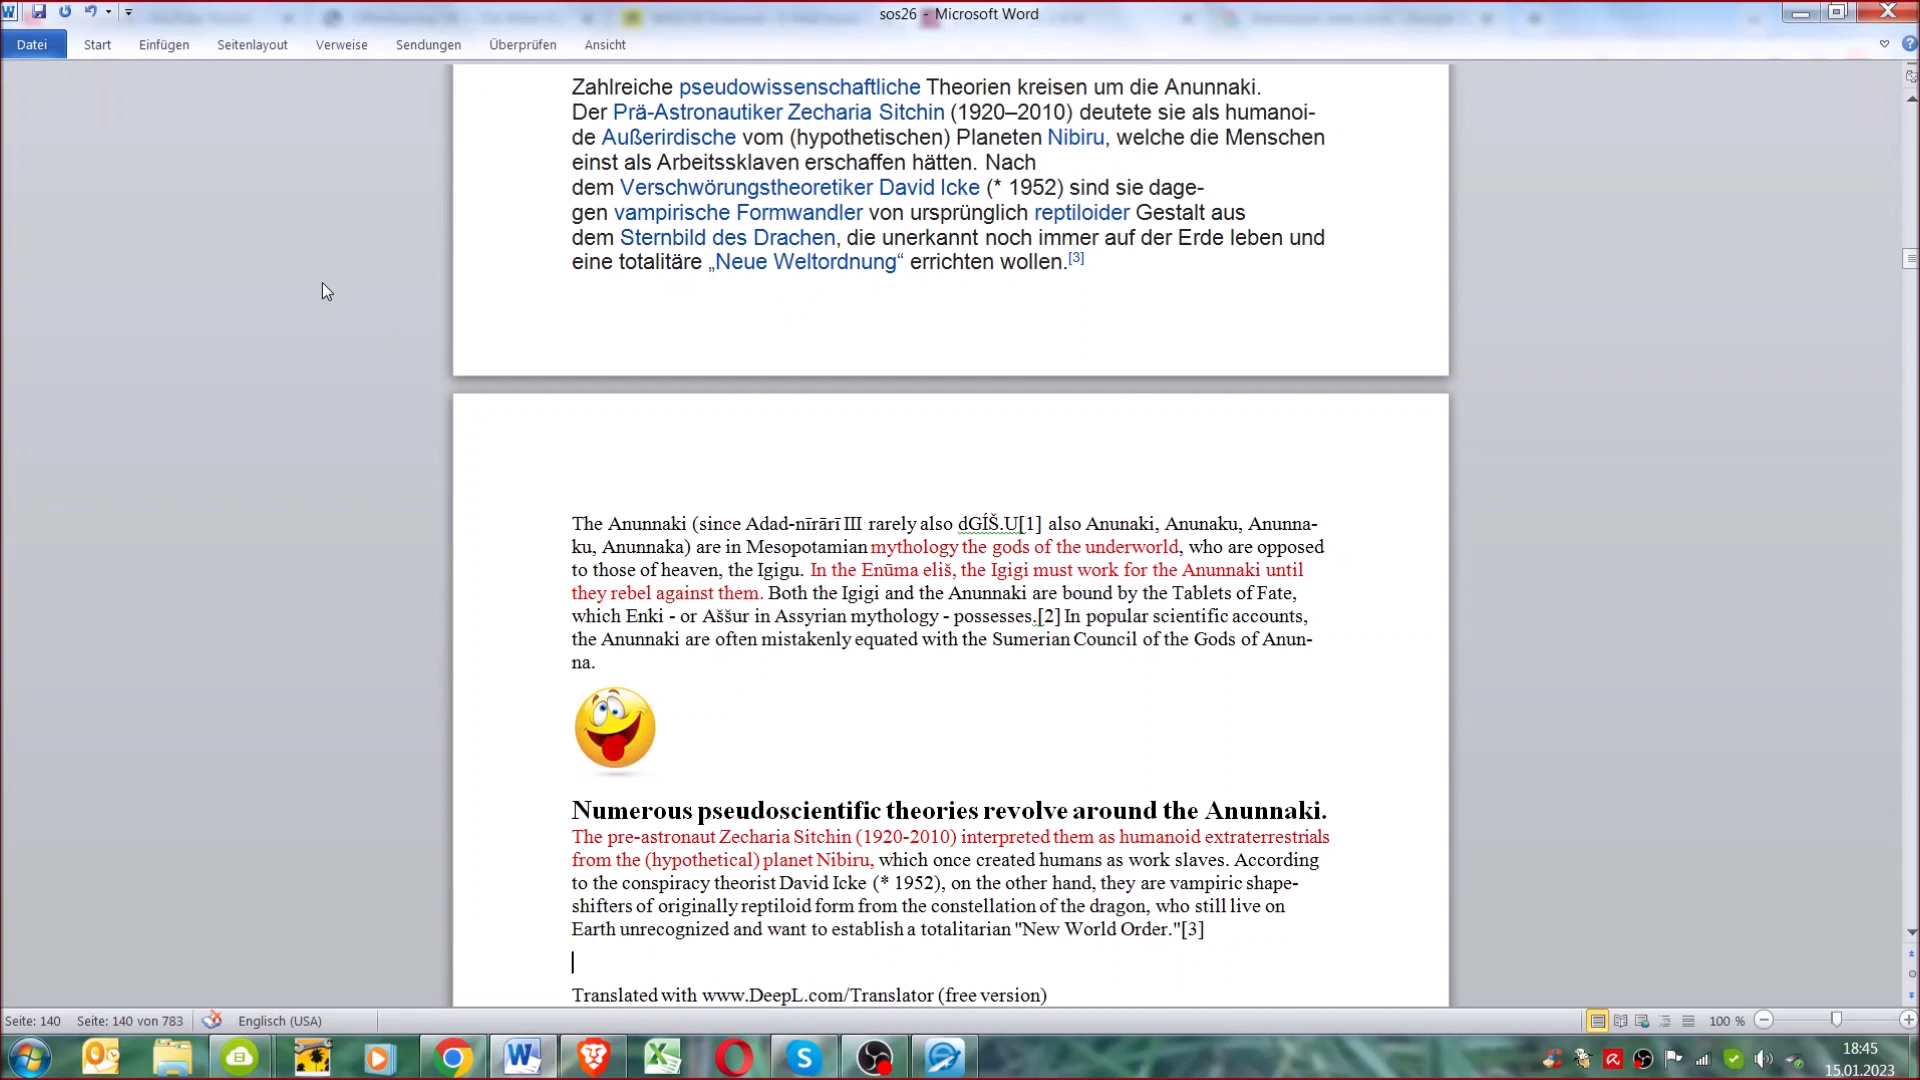 sos26 - Microsoft Word
Datei Start Einfügen Seitenlayout Verweise Sendungen Überprüfen Ansicht
Zahlreiche pseudowissenschaftliche Theorien kreisen um die Anunnaki.
Der Prä-Astronautiker Zecharia Sitchin (1920–2010) deutete sie als humanoi-
de Außerirdische vom (hypothetischen) Planeten Nibiru, welche die Menschen
einst als Arbeitssklaven erschaffen hätten. Nach
dem Verschwörungstheoretiker David Icke (* 1952) sind sie dage-
gen vampirische Formwandler von ursprünglich reptiloider Gestalt aus
dem Sternbild des Drachen, die unerkannt noch immer auf der Erde leben und
eine totalitäre „Neue Weltordnung“ errichten wollen.[3]
The Anunnaki (since Adad-nīrārī III rarely also dGÍŠ.U[1] also Anunaki, Anunaku, Anunna-
ku, Anunnaka) are in Mesopotamian mythology the gods of the underworld, who are opposed
to those of heaven, the Igigu. In the Enūma eliš, the Igigi must work for the Anunnaki until
they rebel against them. Both the Igigi and the Anunnaki are bound by the Tablets of Fate,
which Enki - or Aššur in Assyrian mythology - possesses.[2] In popular scientific accounts,
the Anunnaki are often mistakenly equated with the Sumerian Council of the Gods of Anun-
na.
Numerous pseudoscientific theories revolve around the Anunnaki.
The pre-astronaut Zecharia Sitchin (1920-2010) interpreted them as humanoid extraterrestrials
from the (hypothetical) planet Nibiru, which once created humans as work slaves. According
to the conspiracy theorist David Icke (* 1952), on the other hand, they are vampiric shape-
shifters of originally reptiloid form from the constellation of the dragon, who still live on
Earth unrecognized and want to establish a totalitarian "New World Order."[3]
Translated with www.DeepL.com/Translator (free version)
Seite: 140 Seite: 140 von 783 Englisch (USA) 100 %
18:45
15.01.2023